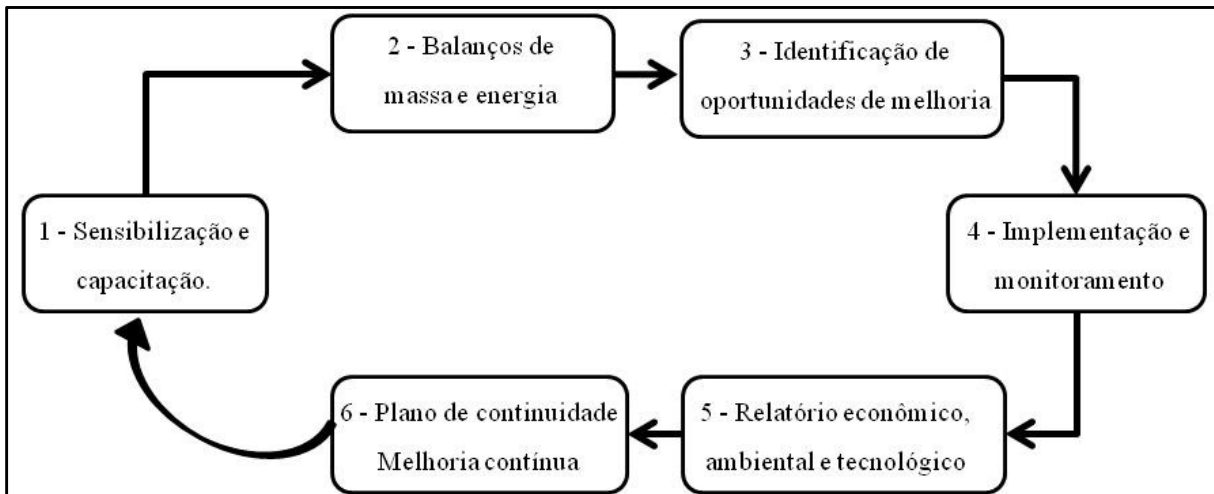 2 - Balanços de
massa e energia
3 - Identificação de
oportunidades de melhoria
1 - Sensibilização e
capacitação.
4 - Implementação e
monitoramento
6 - Plano de continuidade
Melhoria contínua
5 - Relatório econômico,
ambiental e tecnológico